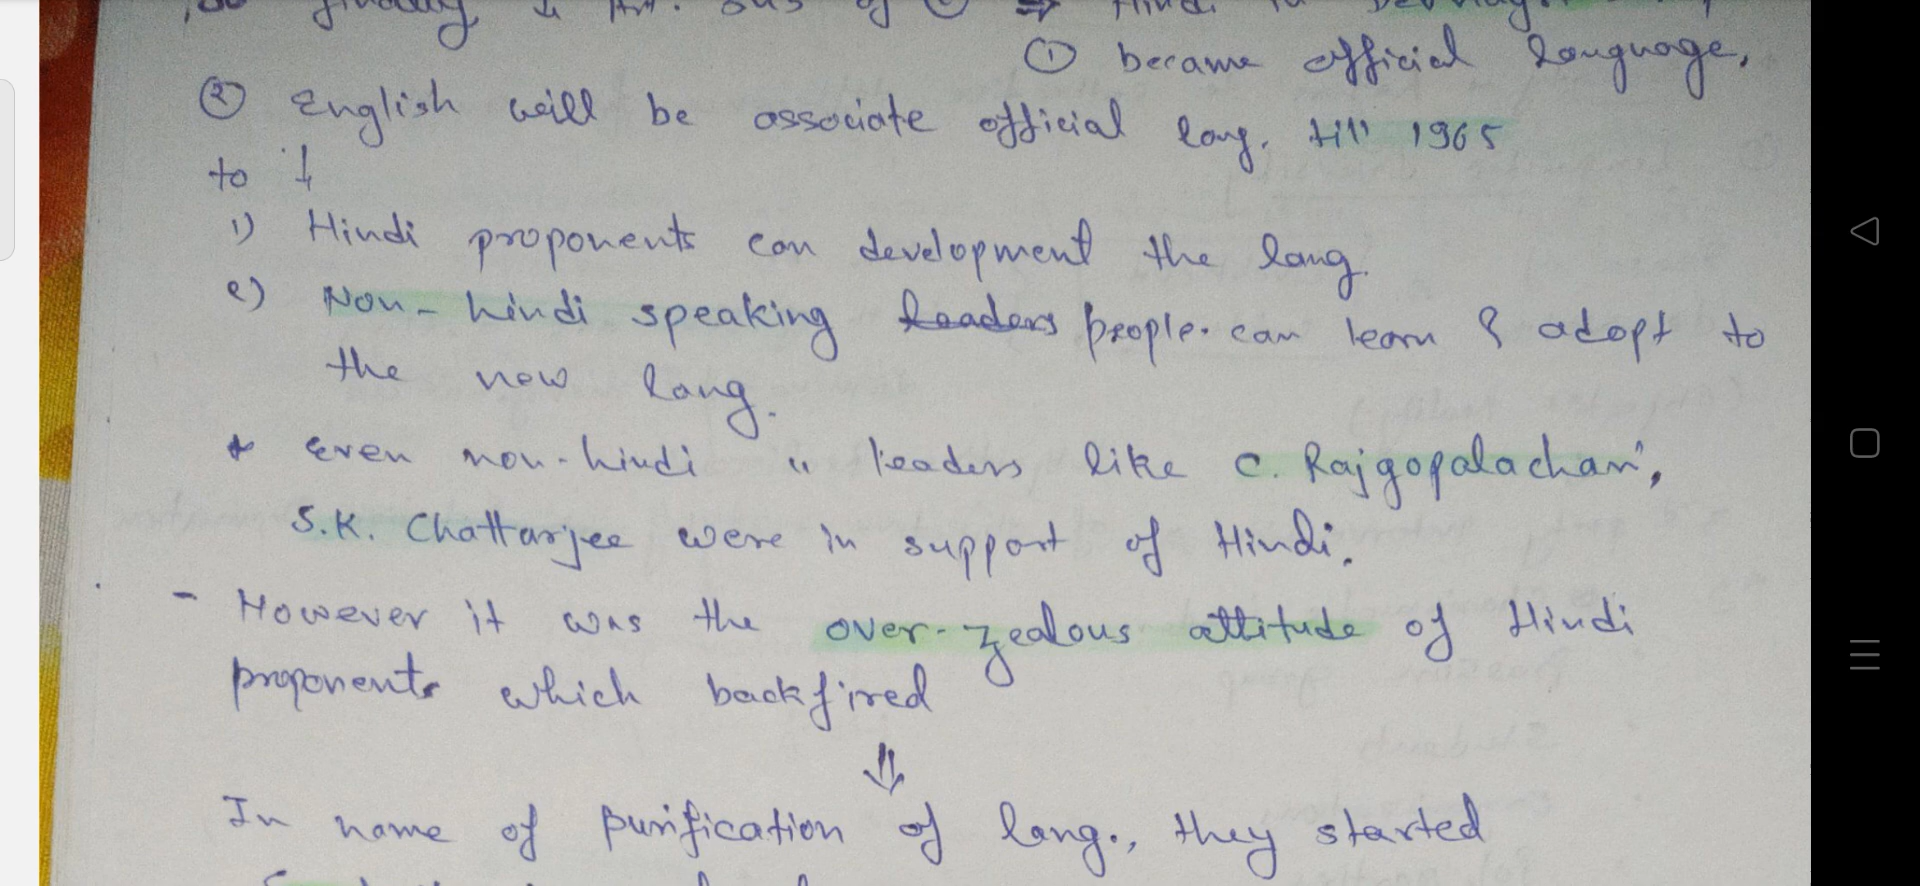 finally
① became official language,
② English will be associate official lang. till 1965
to ↓
1) Hindi proponents can development the lang.
2) Non-hindi speaking leaders people can learn & adopt to
the new lang.
* Even non-hindi " leaders like C. Rajgopalachari,
S.K. Chattarjee were in support of Hindi.
- However it was the over-zealous attitude of Hindi
proponents which backfired
⇓
In name of purification of lang., they started